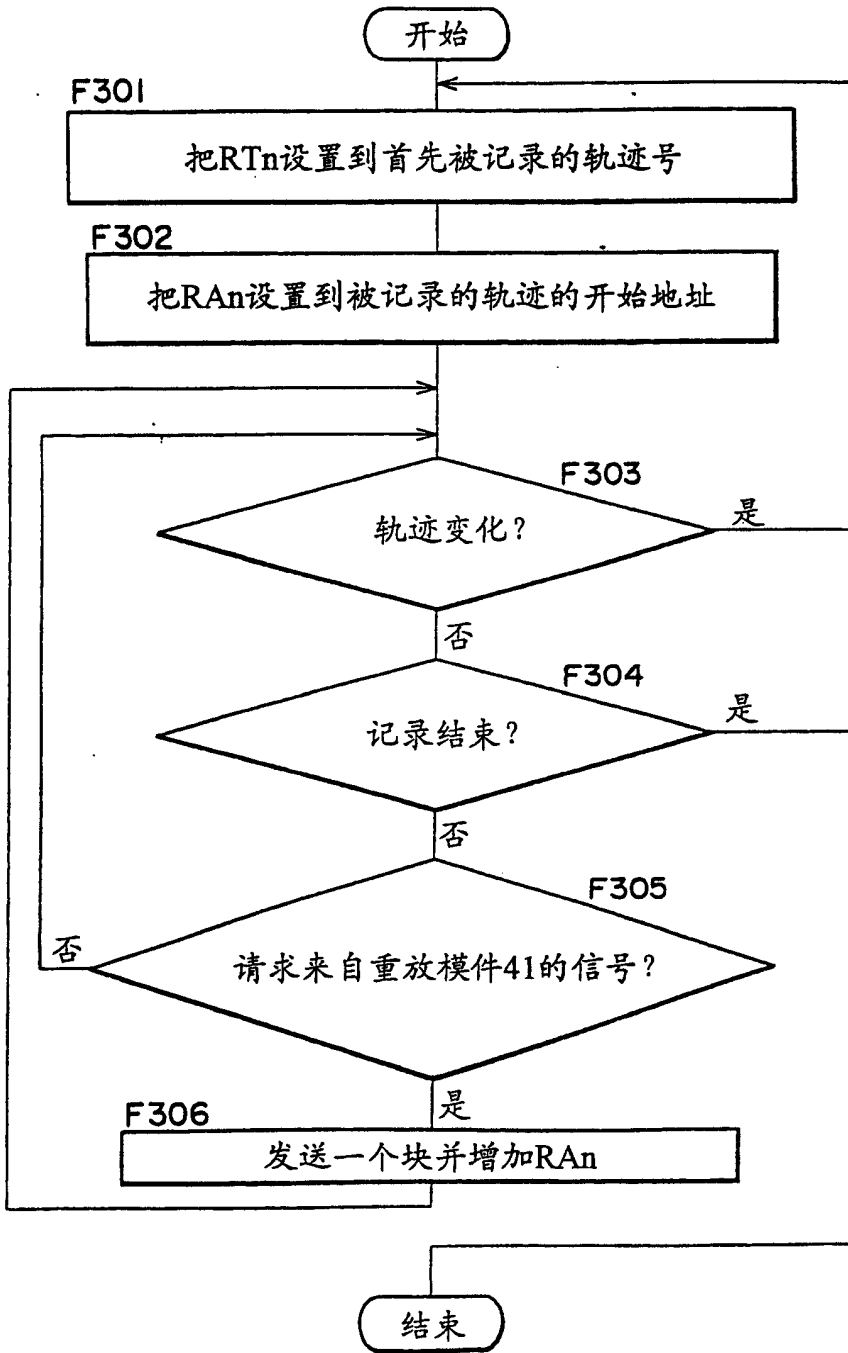 开始
F301
把RTn设置到首先被记录的轨迹号
F302
把RAn设置到被记录的轨迹的开始地址
F303
轨迹变化？
是
否
F304
记录结束？
是
否
F305
请求来自重放模件41的信号？
否
是
F306
发送一个块并增加RAn
结束